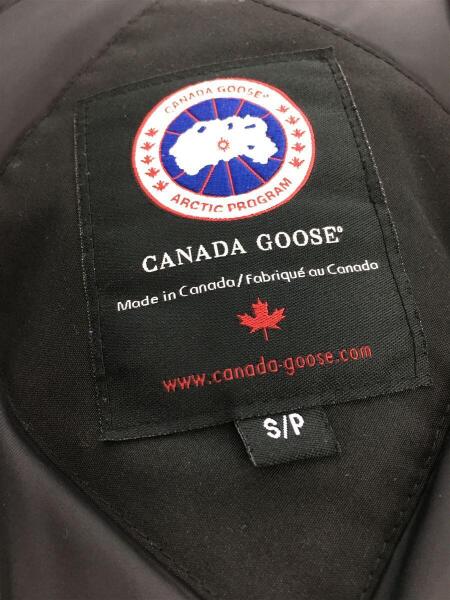 CANADA GOOSE®
ARCTIC PROGRAM
CANADA GOOSE®
Made in Canada/Fabriqué au Canada
www.canada-goose.com
S/P